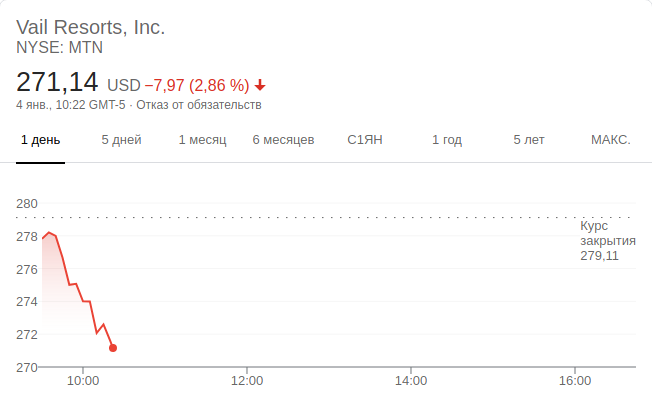 Vail Resorts, Inc.
NYSE: MTN
271,14 USD −7,97 (2,86 %)
4 янв., 10:22 GMT-5 · Отказ от обязательств
1 день 5 дней 1 месяц 6 месяцев С1ЯН 1 год 5 лет МАКС.
280
Курс
278
закрытия
279,11
276
274
272
270
10:00 12:00 14:00 16:00